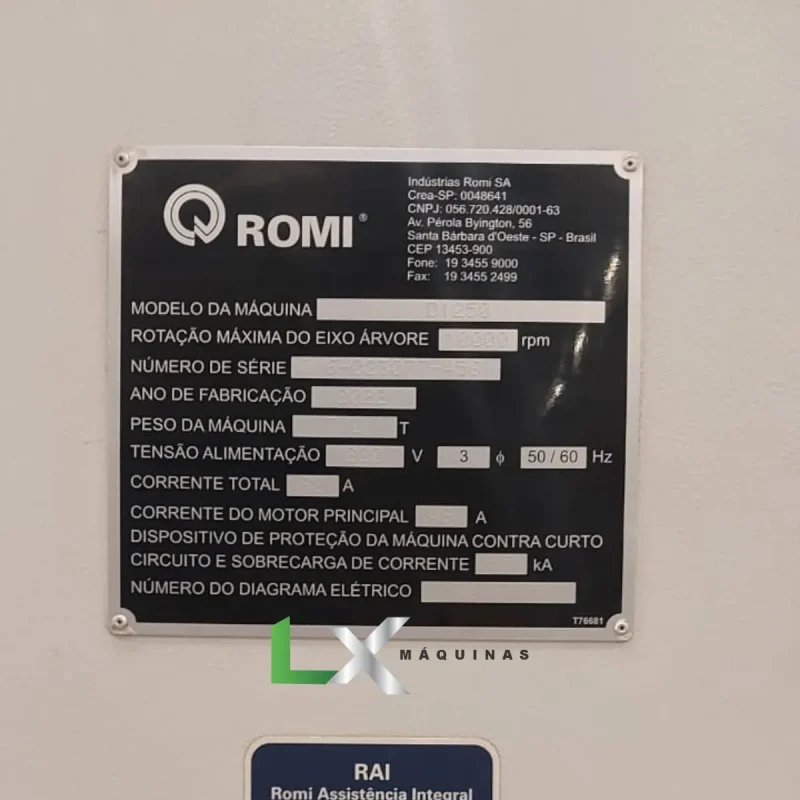 ROMI®
Indústrias Romi SA
Crea-SP: 0048641
CNPJ: 056.720.428/0001-63
Av. Pérola Byington, 56
Santa Bárbara d'Oeste - SP - Brasil
CEP 13453-900
Fone: 19 3455 9000
Fax: 19 3455 2499
MODELO DA MÁQUINA D1250
ROTAÇÃO MÁXIMA DO EIXO ÁRVORE 10000 rpm
NÚMERO DE SÉRIE
ANO DE FABRICAÇÃO 2022
PESO DA MÁQUINA T
TENSÃO ALIMENTAÇÃO V 3 ϕ 50/60 Hz
CORRENTE TOTAL A
CORRENTE DO MOTOR PRINCIPAL A
DISPOSITIVO DE PROTEÇÃO DA MÁQUINA CONTRA CURTO
CIRCUITO E SOBRECARGA DE CORRENTE kA
NÚMERO DO DIAGRAMA ELÉTRICO
T76681
LX MÁQUINAS
RAI
Romi Assistência Integral